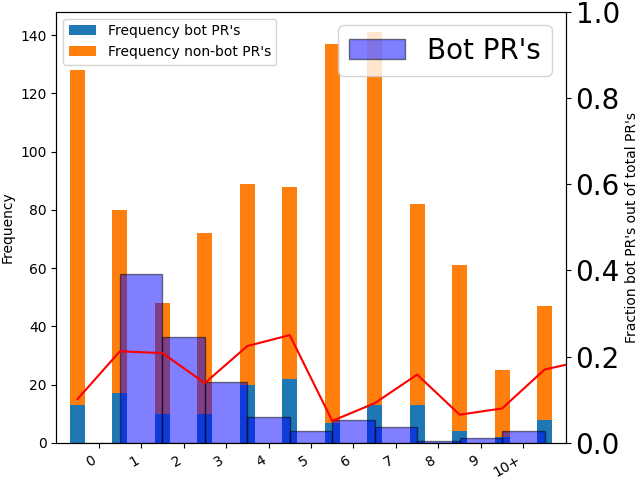 Frequency bot PR's
Frequency non-bot PR's
Bot PR's
Frequency
140
120
100
80
60
40
20
0
1.0
0.8
0.6
0.4
0.2
0.0
Fraction bot PR's out of total PR's
0 1 2 3 4 5 6 7 8 9 10+